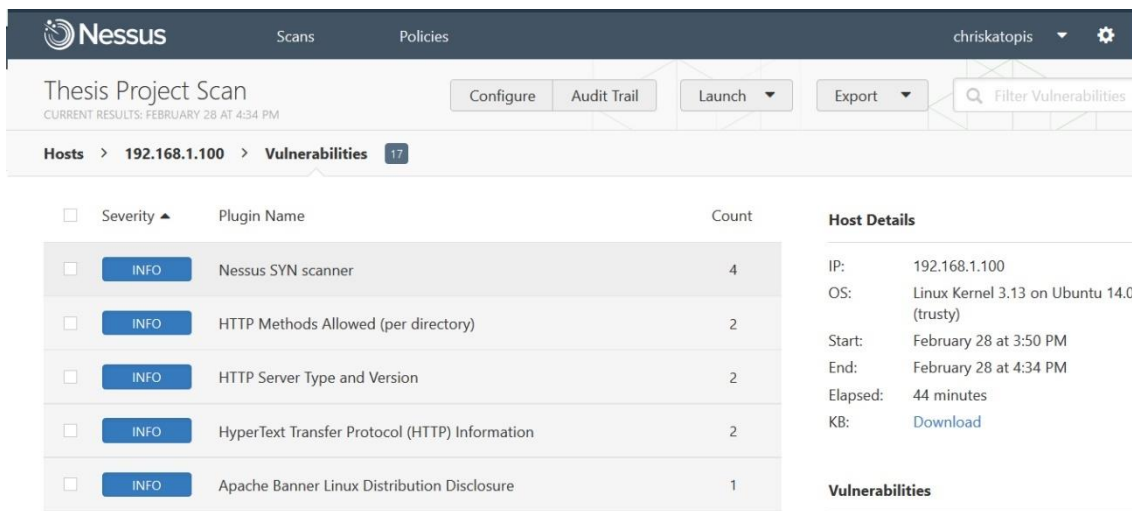 Nessus Scans Policies chriskatopis
Thesis Project Scan Configure Audit Trail Launch Export Filter Vulnerabilities
CURRENT RESULTS: FEBRUARY 28 AT 4:34 PM
Hosts > 192.168.1.100 > Vulnerabilities 17
Severity Plugin Name Count
INFO Nessus SYN scanner 4
INFO HTTP Methods Allowed (per directory) 2
INFO HTTP Server Type and Version 2
INFO HyperText Transfer Protocol (HTTP) Information 2
INFO Apache Banner Linux Distribution Disclosure 1
Host Details
IP: 192.168.1.100
OS: Linux Kernel 3.13 on Ubuntu 14.0
(trusty)
Start: February 28 at 3:50 PM
End: February 28 at 4:34 PM
Elapsed: 44 minutes
KB: Download
Vulnerabilities